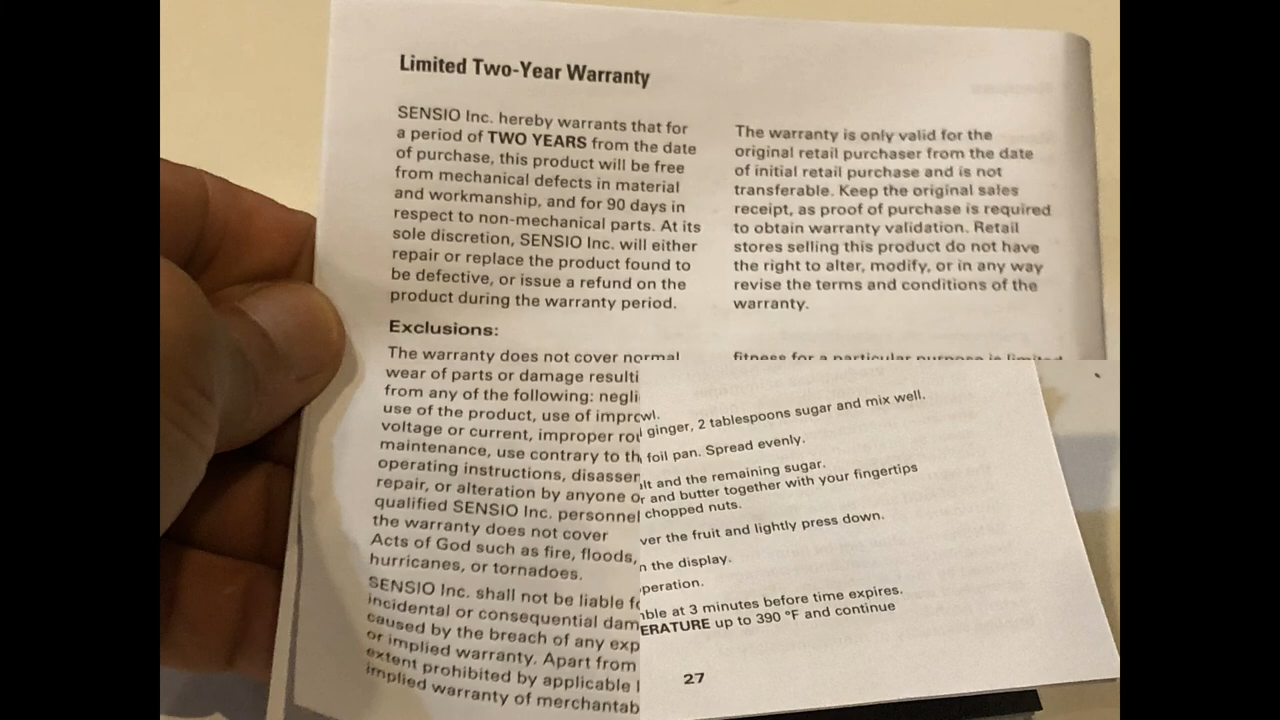 Limited Two-Year Warranty
SENSIO Inc. hereby warrants that for
a period of TWO YEARS from the date
of purchase, this product will be free
from mechanical defects in material
and workmanship, and for 90 days in
respect to non-mechanical parts. At its
sole discretion, SENSIO Inc. will either
repair or replace the product found to
be defective, or issue a refund on the
product during the warranty period.
Exclusions:
The warranty does not cover normal
wear of parts or damage resulti
from any of the following: negli
use of the product, use of impro
voltage or current, improper rou
maintenance, use contrary to th
operating instructions, disassem
repair, or alteration by anyone o
qualified SENSIO Inc. personnel
the warranty does not cover
Acts of God such as fire, floods,
hurricanes, or tornadoes.
SENSIO Inc. shall not be liable fo
incidental or consequential dam
caused by the breach of any exp
or implied warranty. Apart from
extent prohibited by applicable l
implied warranty of merchantab
The warranty is only valid for the
original retail purchaser from the date
of initial retail purchase and is not
transferable. Keep the original sales
receipt, as proof of purchase is required
to obtain warranty validation. Retail
stores selling this product do not have
the right to alter, modify, or in any way
revise the terms and conditions of the
warranty.
fitness for a particular purpose is limited
wl.
ginger, 2 tablespoons sugar and mix well.
foil pan. Spread evenly.
lt and the remaining sugar.
r and butter together with your fingertips
chopped nuts.
ver the fruit and lightly press down.
n the display.
peration.
ble at 3 minutes before time expires.
ERATURE up to 390 °F and continue
27